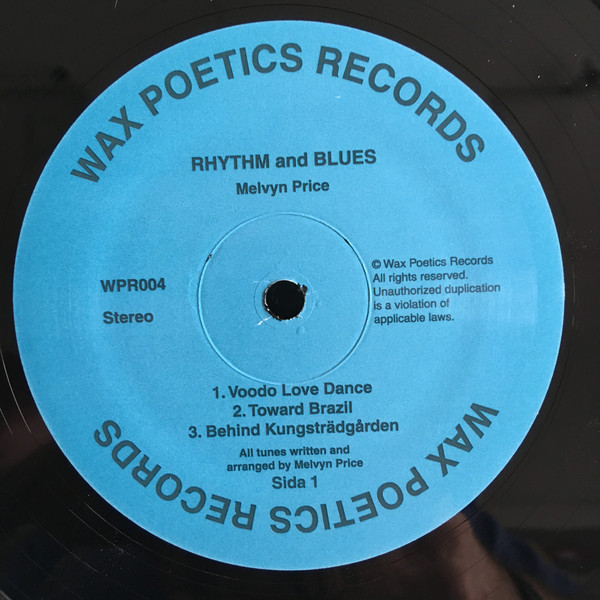 WAX POETICS RECORDS
RHYTHM and BLUES
Melvyn Price
WPR004
Stereo
© Wax Poetics Records
All rights reserved.
Unauthorized duplication
is a violation of
applicable laws.
1. Voodo Love Dance
2. Toward Brazil
3. Behind Kungsträdgården
All tunes written and
arranged by Melvyn Price
Sida 1
WAX POETICS RECORDS